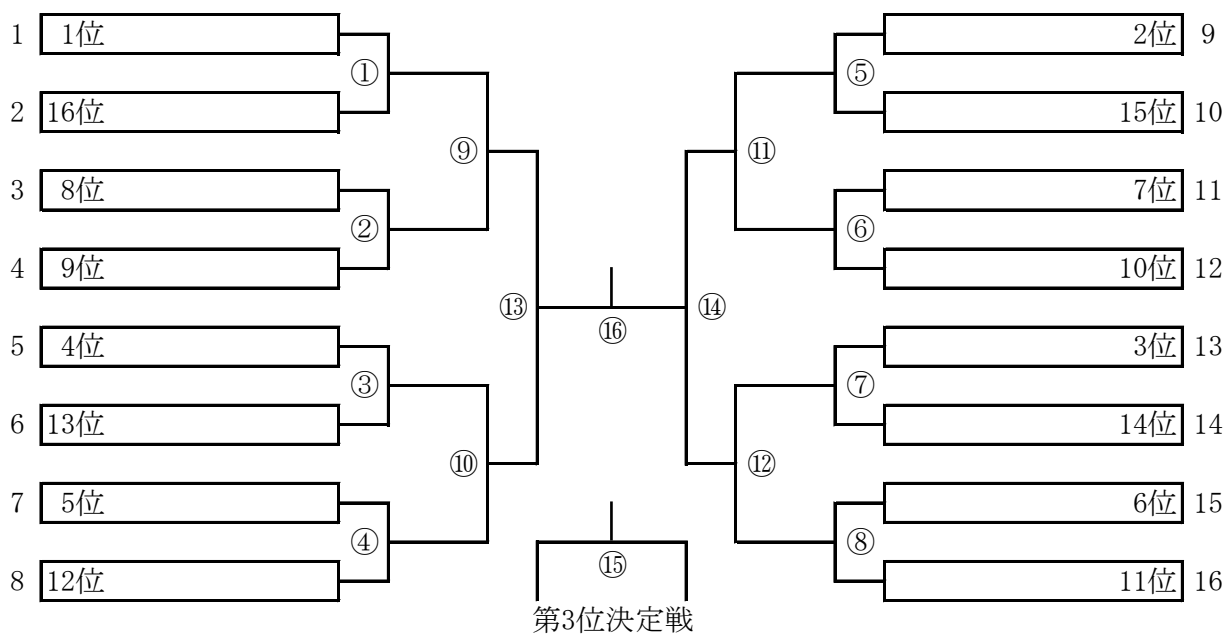 1 1位 2位 9
① ⑤
2 16位 15位 10
⑨ ⑪
3 8位 7位 11
② ⑥
4 9位 10位 12
⑬ ⑯ ⑭
5 4位 3位 13
③ ⑦
6 13位 14位 14
⑩ ⑫
7 5位 6位 15
④ ⑮ ⑧
8 12位 11位 16
第3位決定戦